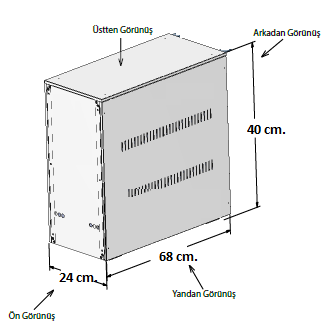 Üstten Görünüş
Arkadan Görünüş
40 cm.
68 cm.
24 cm.
Yandan Görünüş
Ön Görünüş